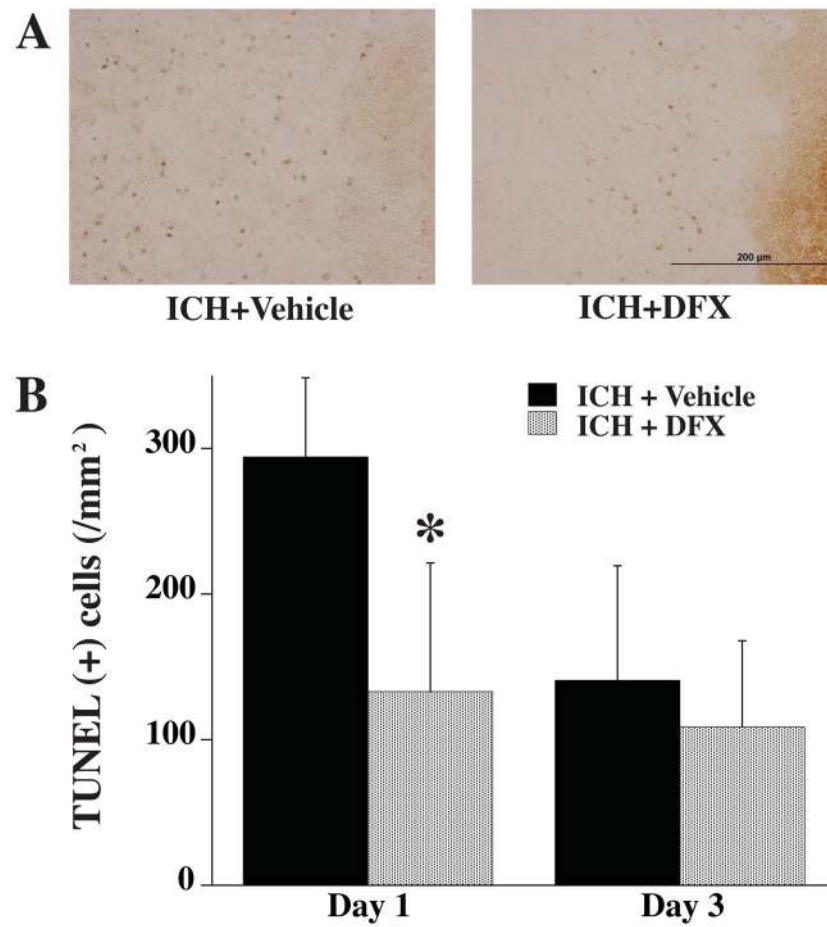 A
200 µm
ICH+Vehicle ICH+DFX
B
ICH + Vehicle
ICH + DFX
TUNEL (+) cells (/mm²)
300
*
200
100
0
Day 1 Day 3